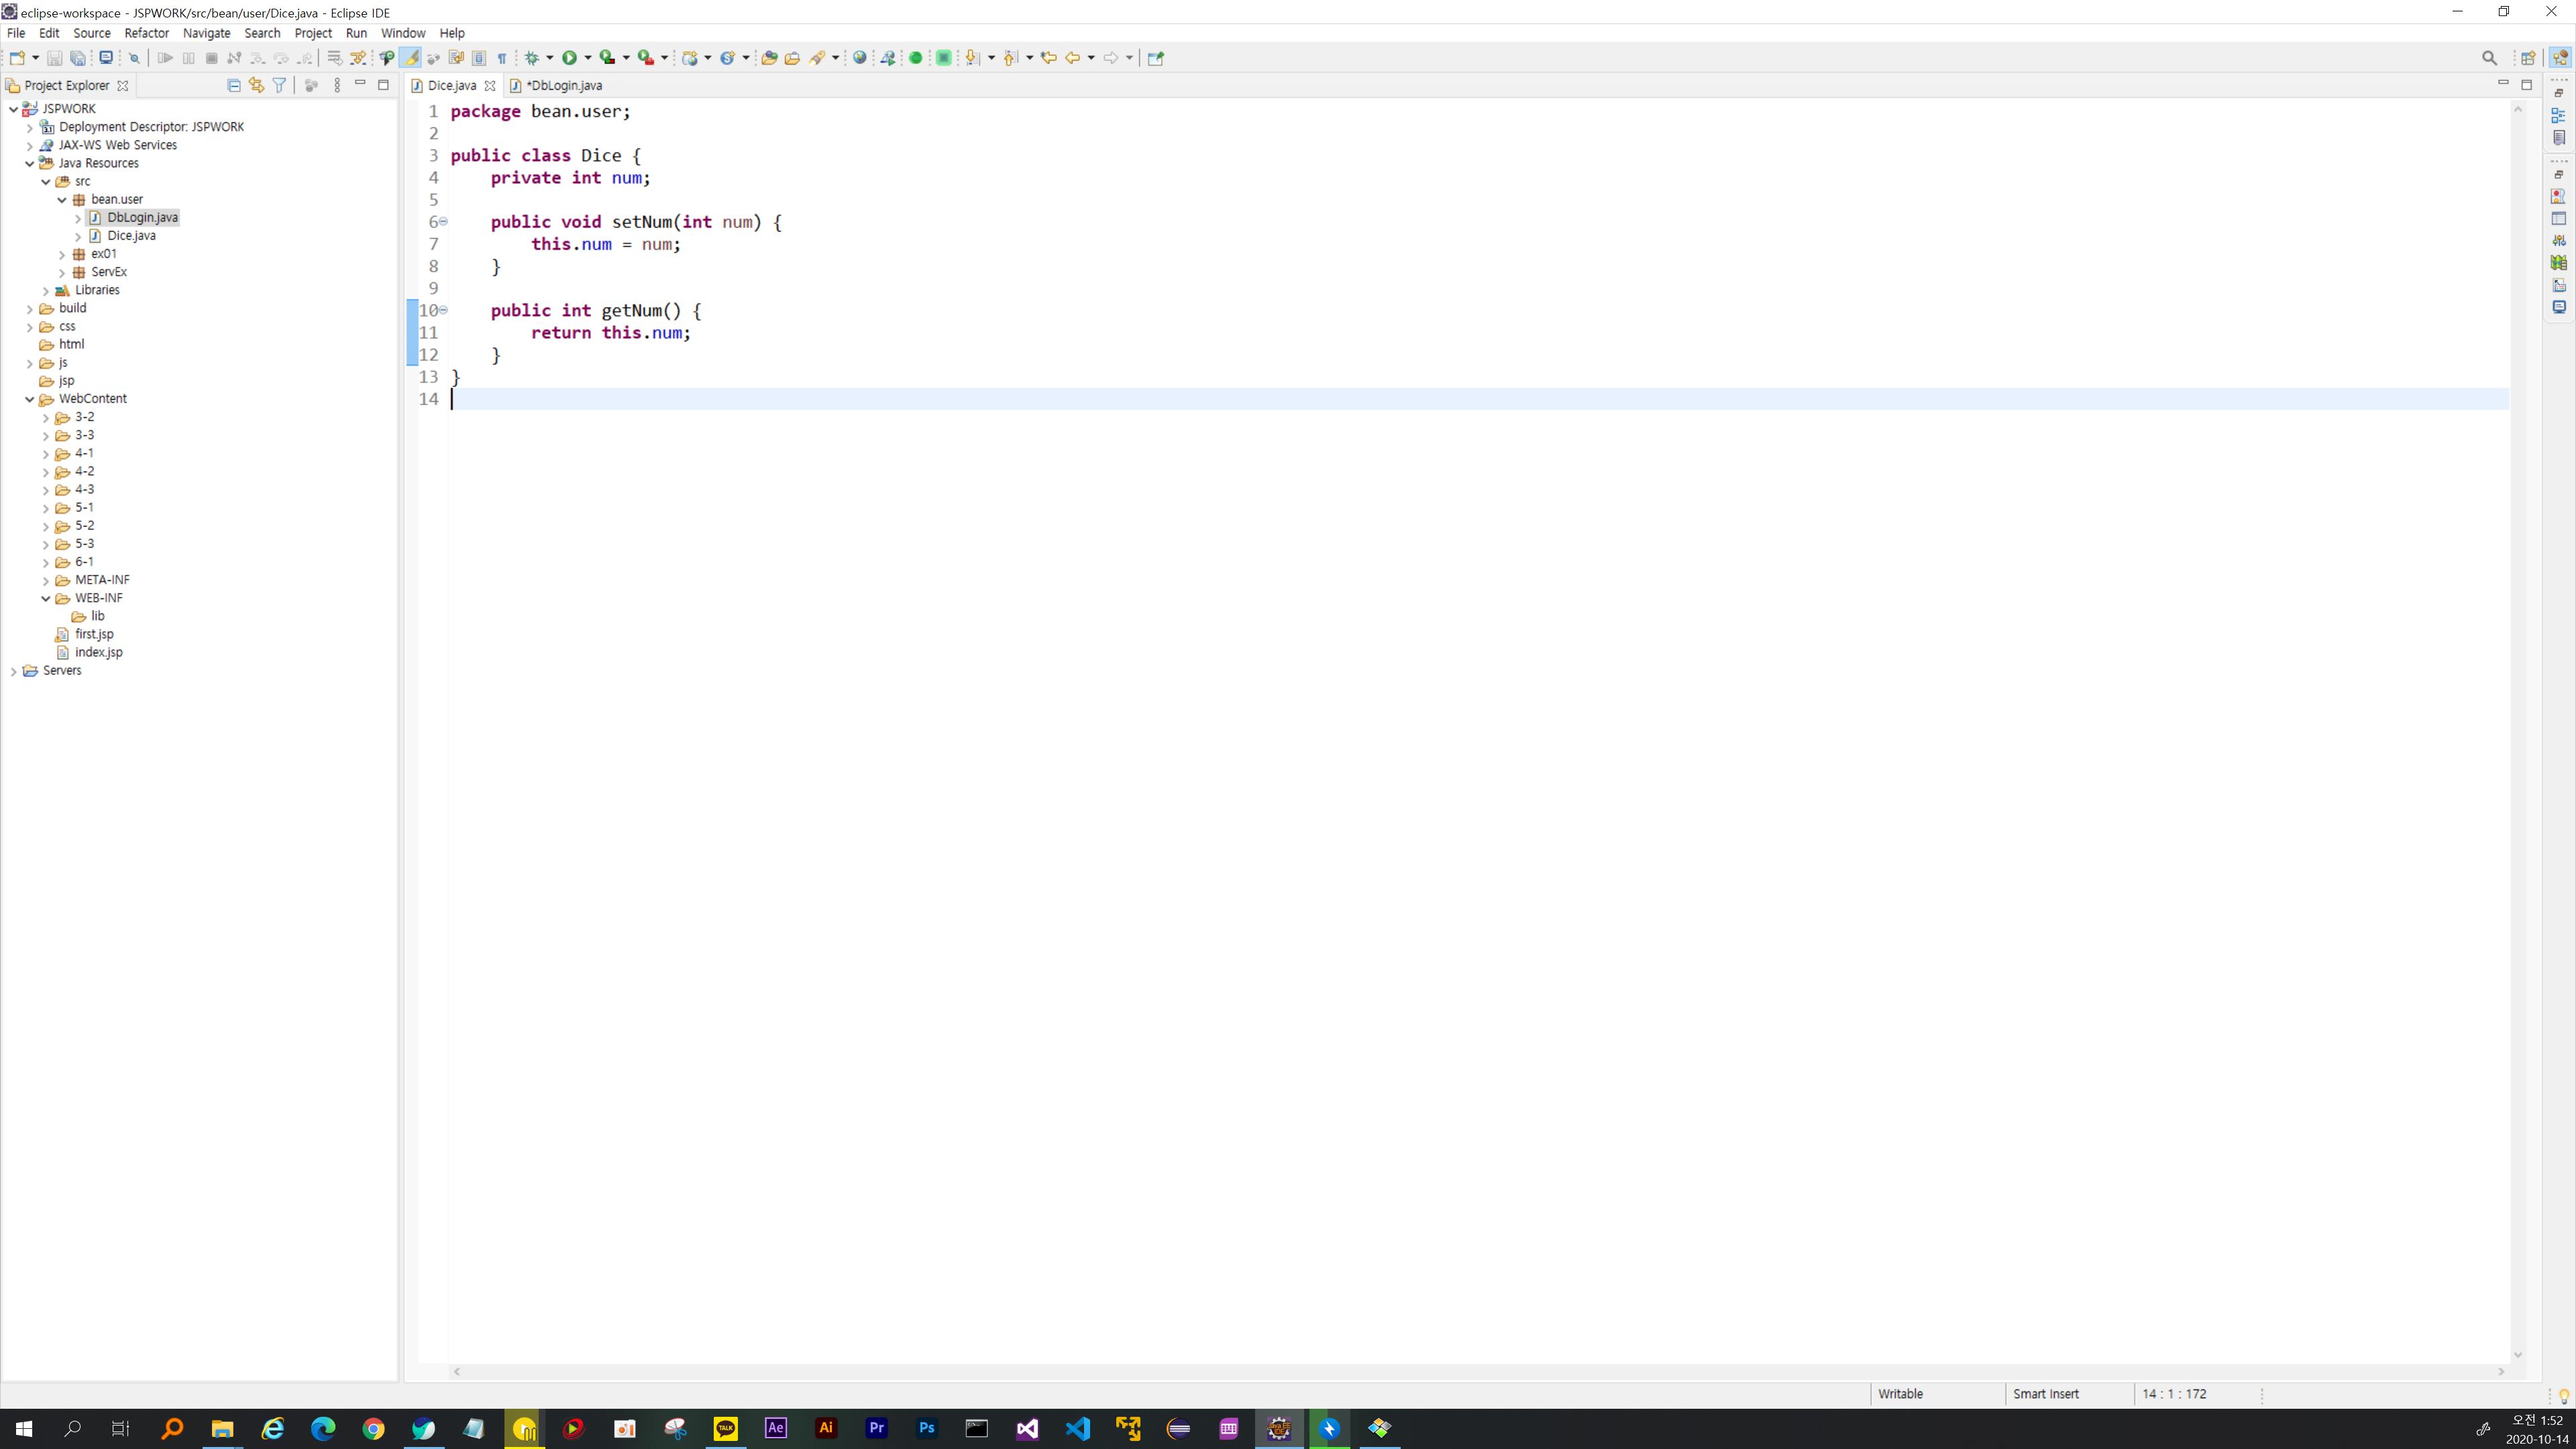 eclipse-workspace - JSPWORK/src/bean/user/Dice.java - Eclipse IDE
File Edit Source Refactor Navigate Search Project Run Window Help
Project Explorer
JSPWORK
Deployment Descriptor: JSPWORK
JAX-WS Web Services
Java Resources
src
bean.user
DbLogin.java
Dice.java
ex01
ServEx
Libraries
build
css
html
js
jsp
WebContent
3-2
3-3
4-1
4-2
4-3
5-1
5-2
5-3
6-1
META-INF
WEB-INF
lib
first.jsp
index.jsp
Servers
Dice.java *DbLogin.java
1 package bean.user;
2
3 public class Dice {
4 private int num;
5
6 public void setNum(int num) {
7 this.num = num;
8 }
9
10 public int getNum() {
11 return this.num;
12 }
13 }
14
Writable Smart Insert 14 : 1 : 172
TALK Ae Ai Pr Ps
오전 1:52
2020-10-14